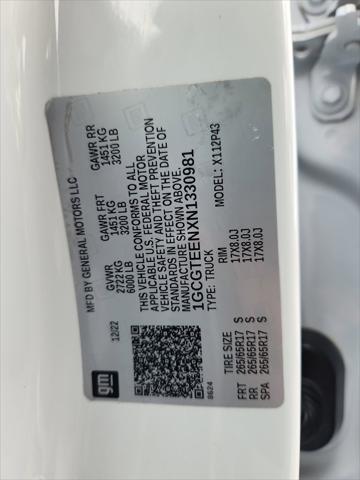 MFD BY GENERAL MOTORS LLC
12/22
GVWR
2722 KG
6000 LB
GAWR FRT
1451 KG
3200 LB
GAWR RR
1451 KG
3200 LB
THIS VEHICLE CONFORMS TO ALL
APPLICABLE U.S. FEDERAL MOTOR
VEHICLE SAFETY AND THEFT PREVENTION
STANDARDS IN EFFECT ON THE DATE OF
MANUFACTURE SHOWN ABOVE.
1GCGTEENXN1330981
TYPE: TRUCK
MODEL: X112P43
gm
8624
TIRE SIZE RIM
FRT 265/65R17 S 17X8.0J
RR 265/65R17 S 17X8.0J
SPA 265/65R17 S 17X8.0J